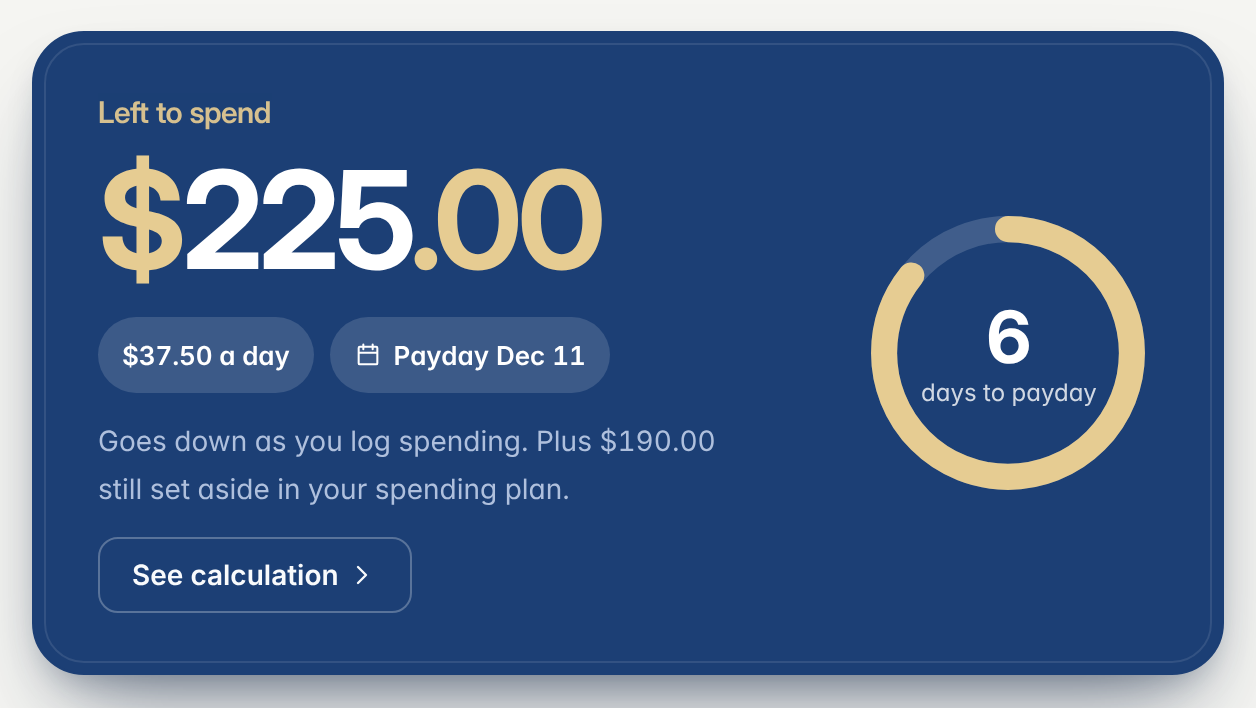 Left to spend
$225.00
$37.50 a day
Payday Dec 11
Goes down as you log spending. Plus $190.00
still set aside in your spending plan.
See calculation
6
days to payday